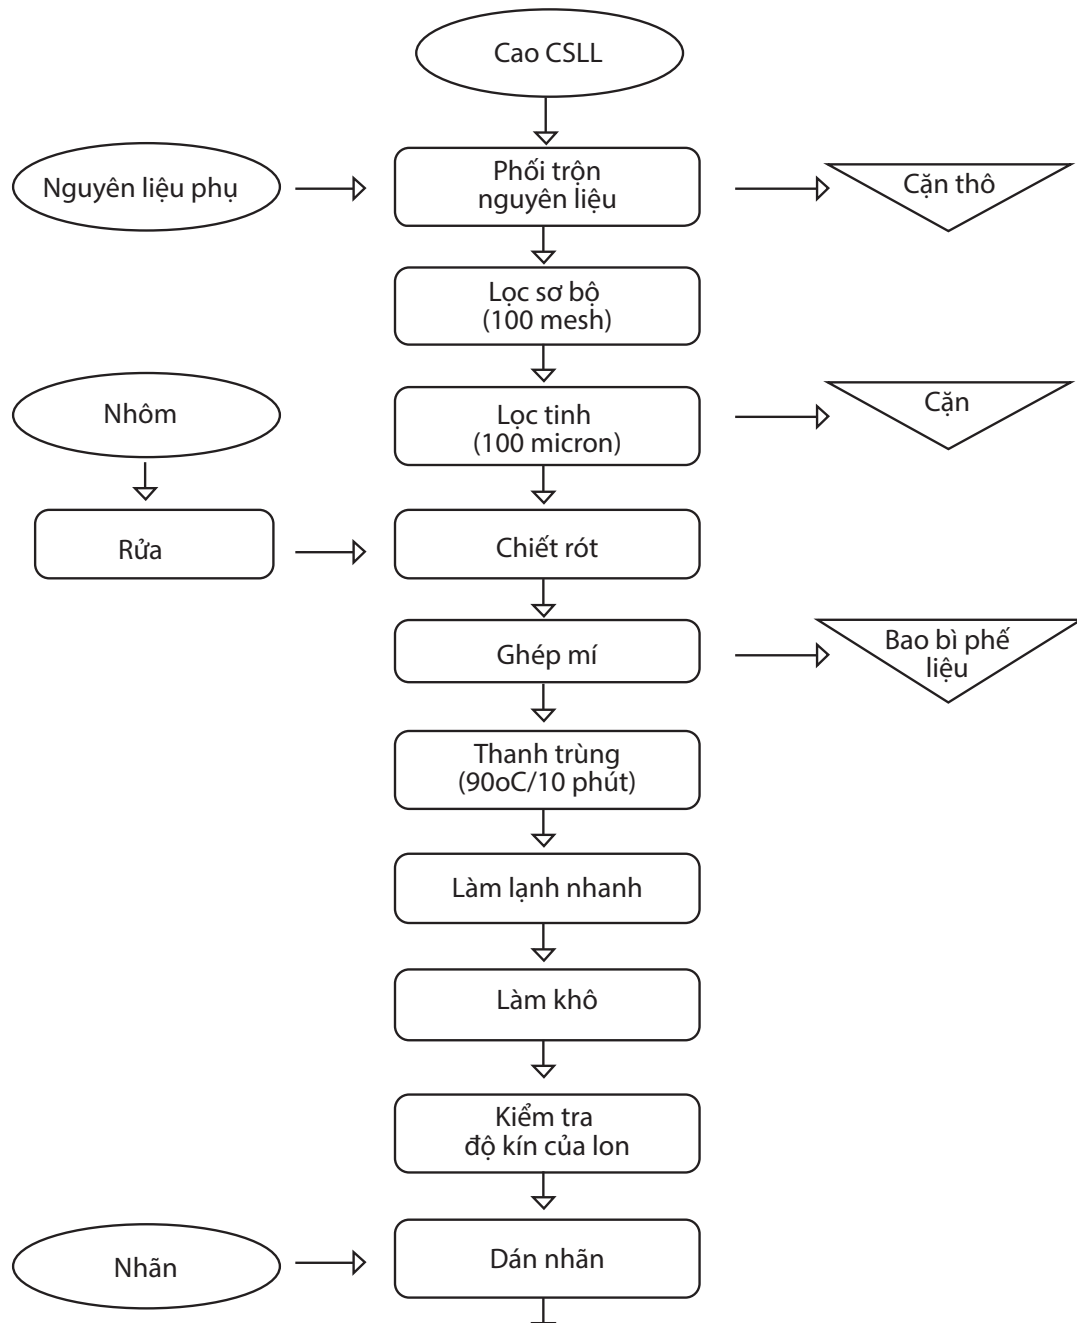 Cao CSLL
Nguyên liệu phụ
Phối trộn
nguyên liệu
Cặn thô
Lọc sơ bộ
(100 mesh)
Nhôm
Lọc tinh
(100 micron)
Cặn
Rửa
Chiết rót
Ghép mí
Bao bì phế
liệu
Thanh trùng
(90oC/10 phút)
Làm lạnh nhanh
Làm khô
Kiểm tra
độ kín của lon
Nhãn
Dán nhãn